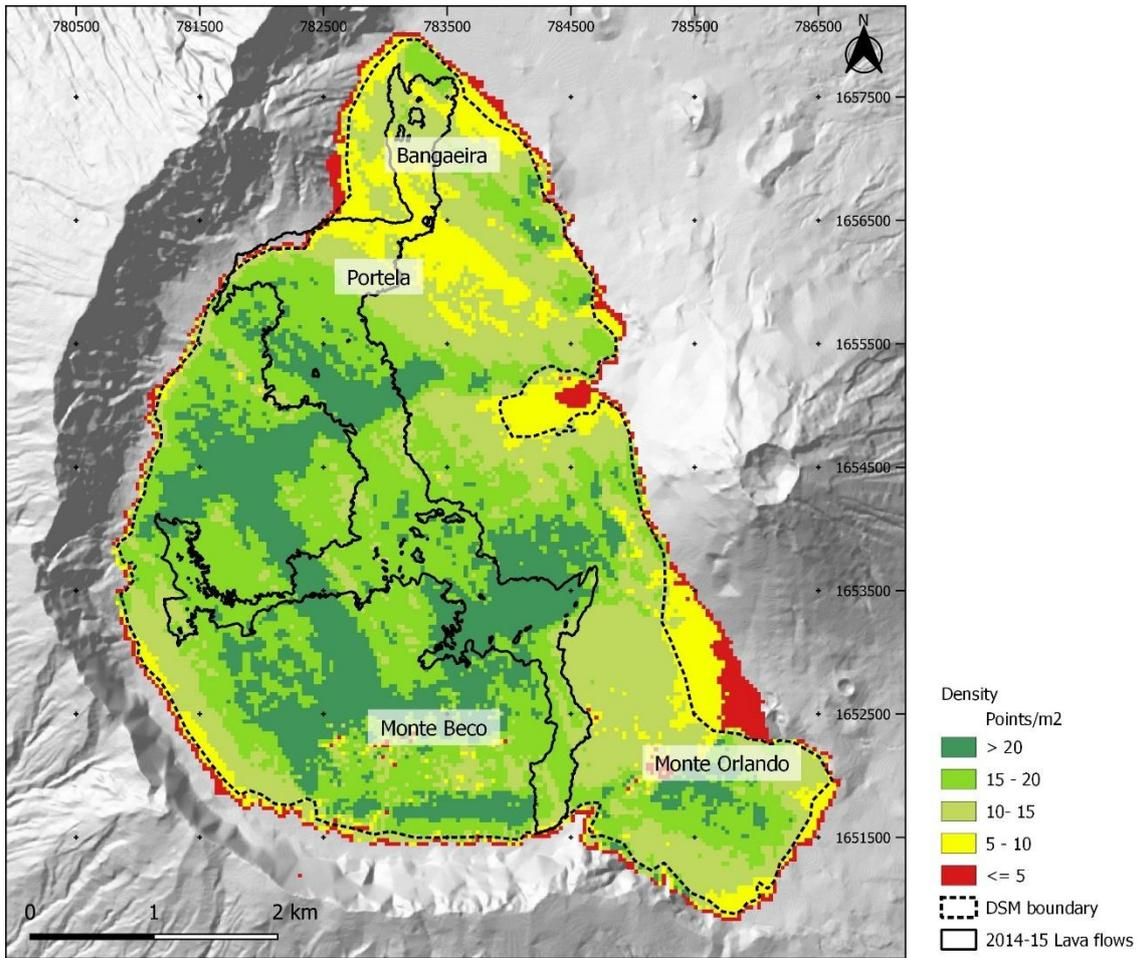 780500 781500 782500 783500 784500 785500 786500
N
1657500
Bangaeira
1656500
Portela
1655500
1654500
1653500
1652500
Monte Beco
Monte Orlando
1651500
0 1 2 km
Density
Points/m2
> 20
15 - 20
10- 15
5 - 10
<= 5
DSM boundary
2014-15 Lava flows